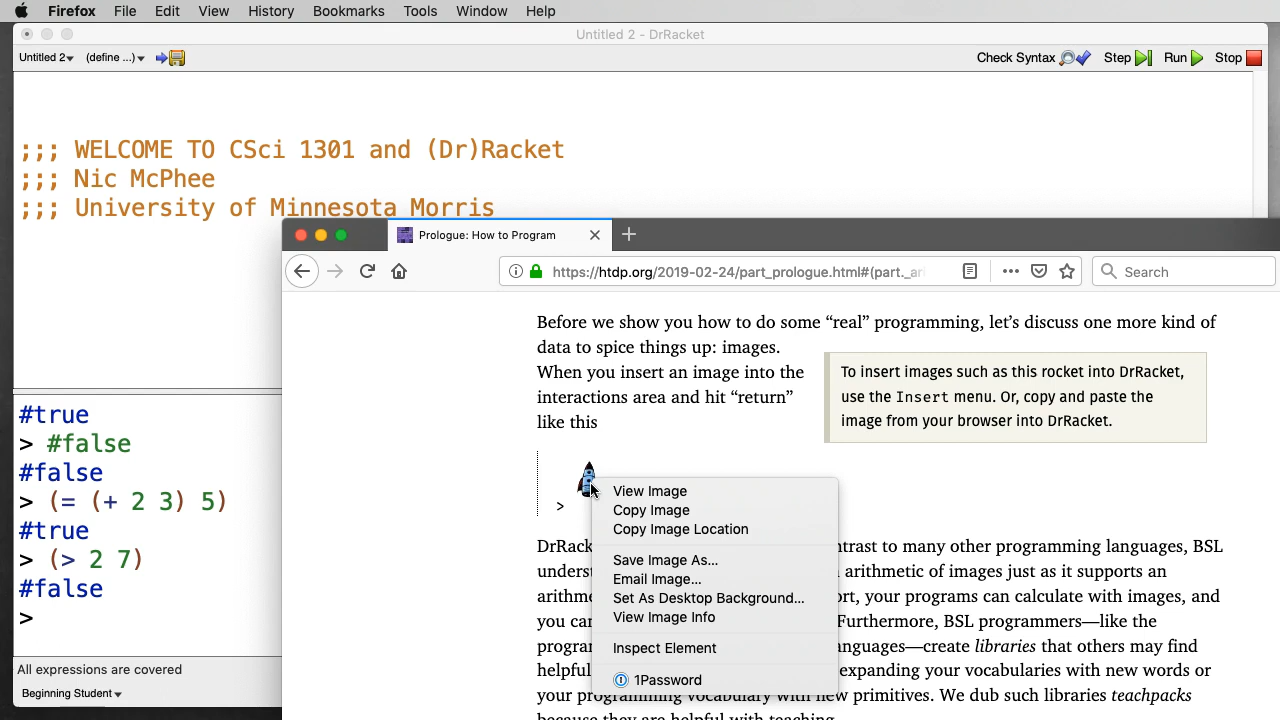 Firefox File Edit View History Bookmarks Tools Window Help
Untitled 2 - DrRacket
Untitled 2 (define ...) Check Syntax Step Run Stop
;;; WELCOME TO CSci 1301 and (Dr)Racket
;;; Nic McPhee
;;; University of Minnesota Morris
#true
> #false
#false
> (= (+ 2 3) 5)
#true
> (> 2 7)
#false
>
All expressions are covered
Beginning Student
Prologue: How to Program
https://htdp.org/2019-02-24/part_prologue.html#(part._ar Search
Before we show you how to do some “real” programming, let’s discuss one more kind of
data to spice things up: images.
When you insert an image into the
interactions area and hit “return”
like this
To insert images such as this rocket into DrRacket,
use the Insert menu. Or, copy and paste the
image from your browser into DrRacket.
>
View Image
Copy Image
Copy Image Location
Save Image As...
Email Image...
Set As Desktop Background...
View Image Info
Inspect Element
1Password
to many other programming languages, BSL
arithmetic of images just as it supports an
your programs can calculate with images, and
you Furthermore, BSL programmers—like the
create libraries that others may find
expanding your vocabularies with new words or
your programming vocabulary with new primitives. We dub such libraries teachpacks
because they are helpful with teaching